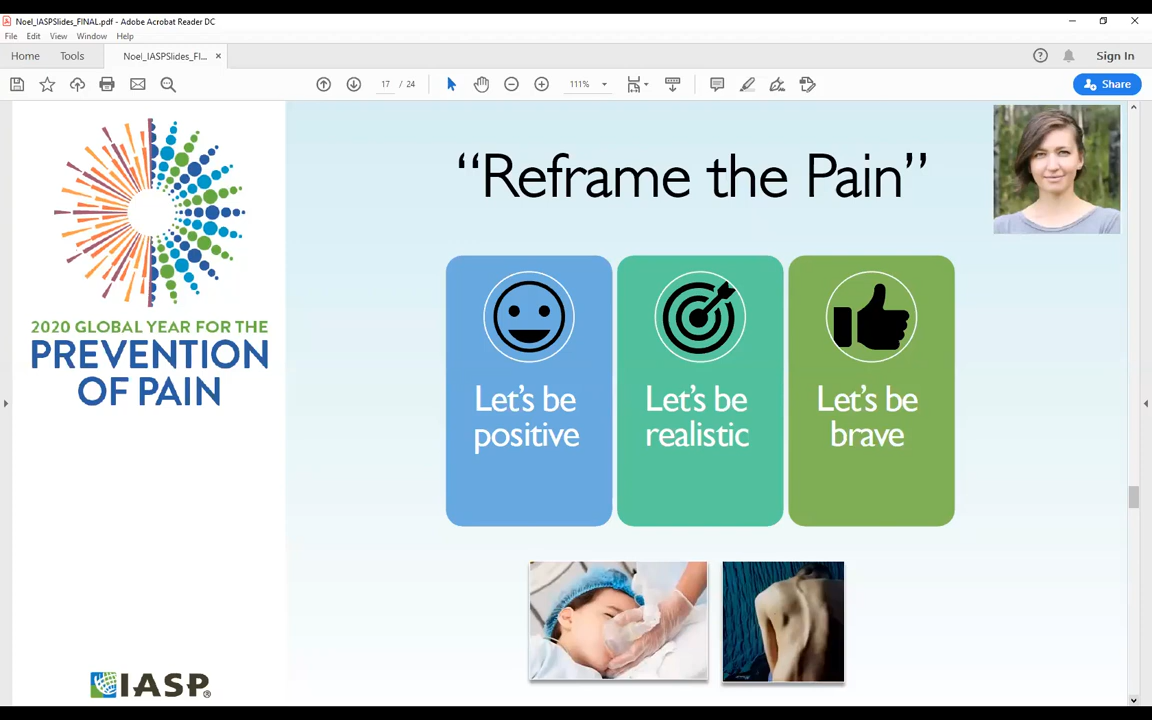 Noel_IASPSlides_FINAL.pdf - Adobe Acrobat Reader DC
File Edit View Window Help
Home Tools Noel_IASPSlides_Fl... × Sign In
17 / 24 111% Share
“Reframe the Pain”
2020 GLOBAL YEAR FOR THE
PREVENTION
OF PAIN
Let’s be
positive
Let’s be
realistic
Let’s be
brave
IASP®